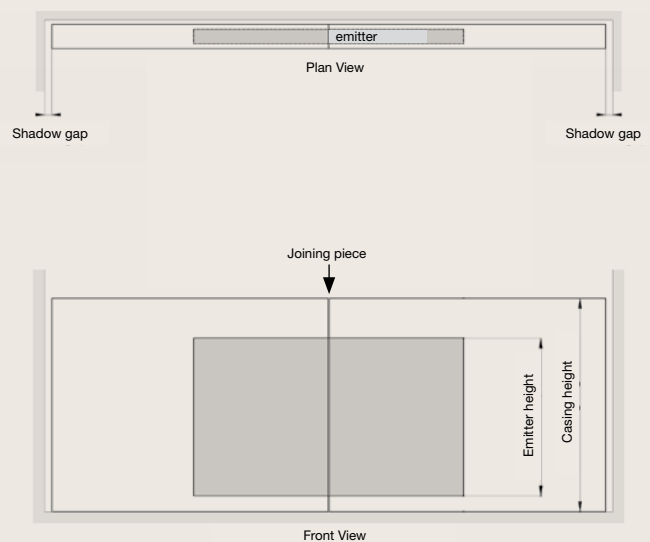 emitter
Plan View
Shadow gap
Shadow gap
Joining piece
Emitter height
Casing height
Front View